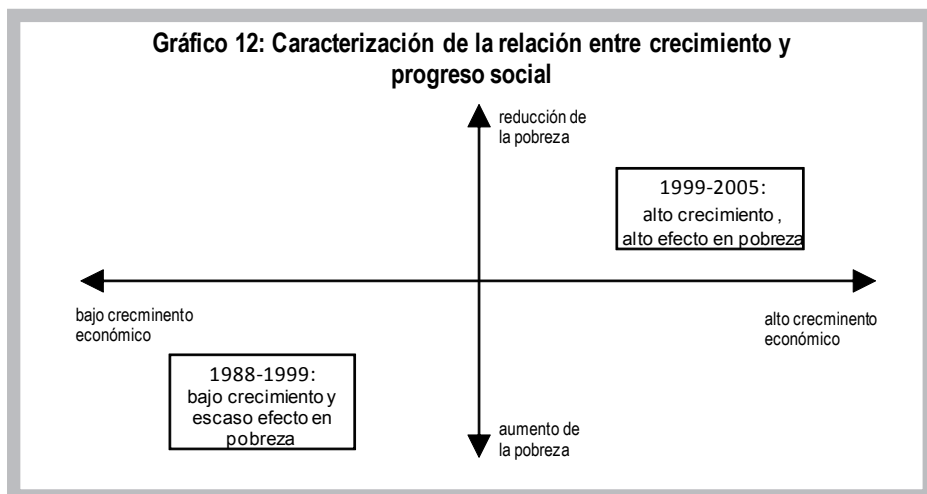 Gráfico 12: Caracterización de la relación entre crecimiento y
progreso social
reducción de
la pobreza
1999-2005:
alto crecimiento ,
alto efecto en pobreza
bajo crecminento
económico
alto crecminento
económico
1988-1999:
bajo crecimiento y
escaso efecto en
pobreza
aumento de
la pobreza